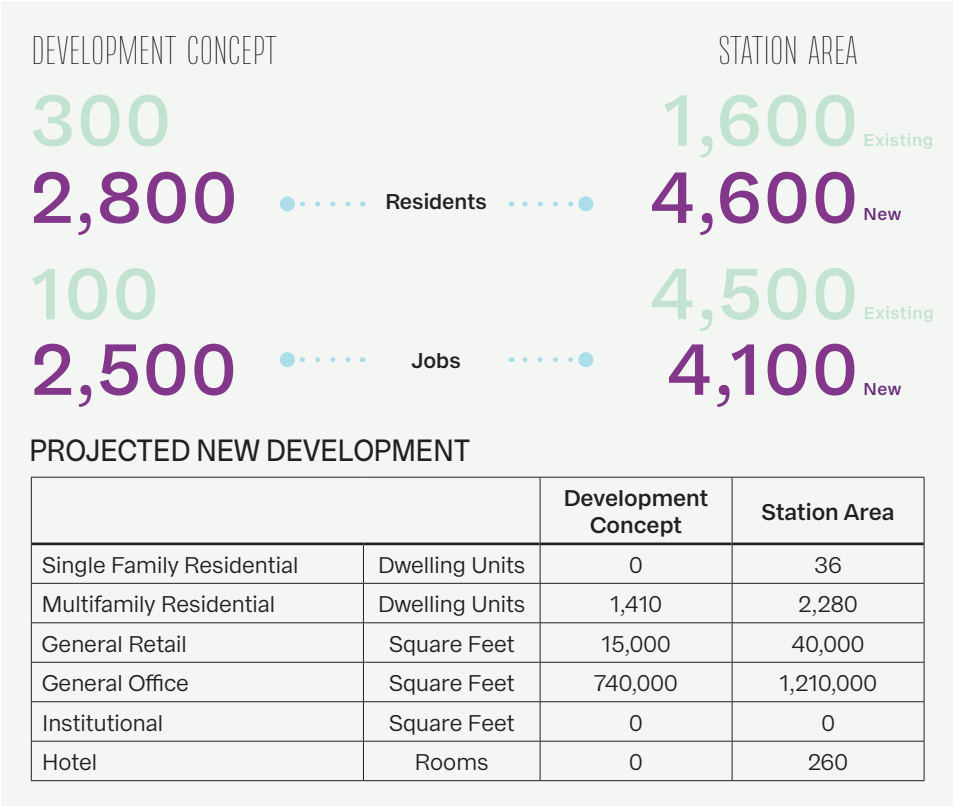 DEVELOPMENT CONCEPT STATION AREA
300 1,600 Existing
2,800 Residents 4,600 New
100 4,500 Existing
2,500 Jobs 4,100 New
PROJECTED NEW DEVELOPMENT
Development Concept Station Area
Single Family Residential Dwelling Units 0 36
Multifamily Residential Dwelling Units 1,410 2,280
General Retail Square Feet 15,000 40,000
General Office Square Feet 740,000 1,210,000
Institutional Square Feet 0 0
Hotel Rooms 0 260